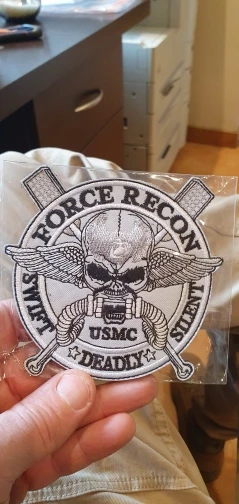 FORCE RECON
SWIFT
SILENT
USMC
☆DEADLY☆